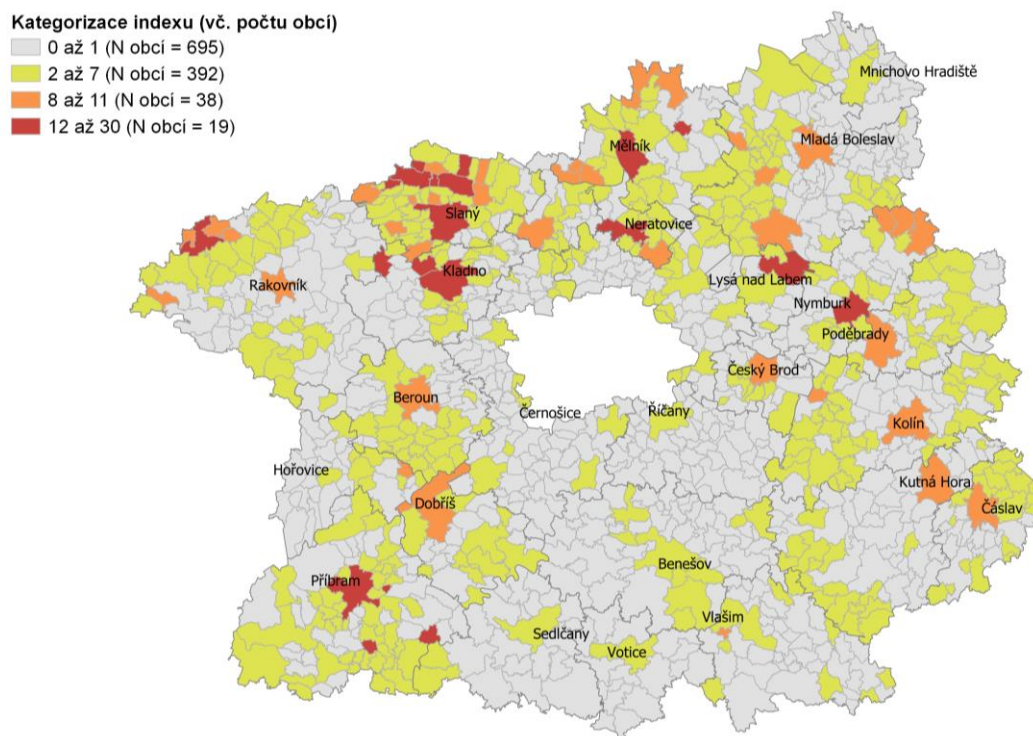 Kategorizace indexu (vč. počtu obcí)
0 až 1 (N obcí = 695)
2 až 7 (N obcí = 392)
8 až 11 (N obcí = 38)
12 až 30 (N obcí = 19)
Mnichovo Hradiště
Mladá Boleslav
Mělník
Slaný
Neratovice
Kladno
Lysá nad Labem
Rakovník
Nymburk
Poděbrady
Český Brod
Beroun
Černošice
Říčany
Kolín
Hořovice
Kutná Hora
Dobříš
Čáslav
Benešov
Příbram
Vlašim
Sedlčany
Votice